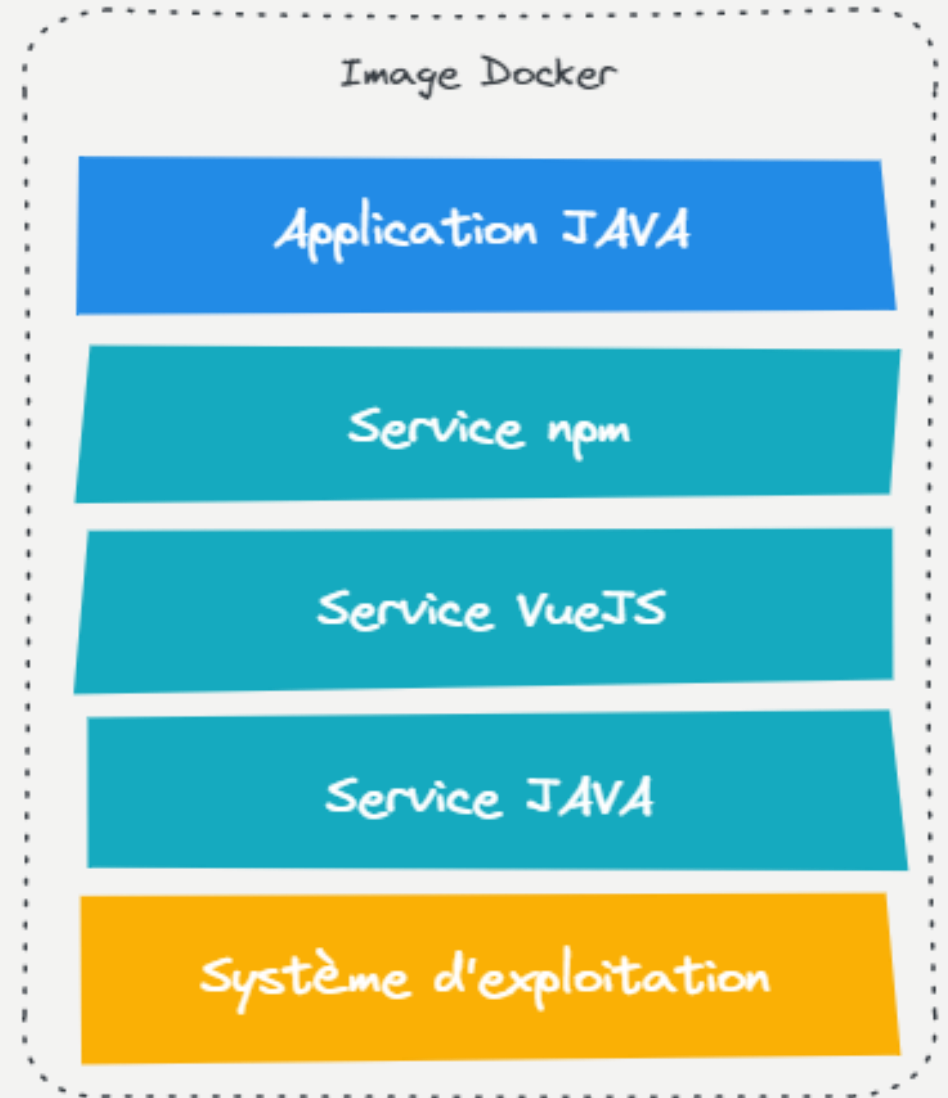 Image Docker
Application JAVA
Service npm
Service VueJS
Service JAVA
Système d'exploitation